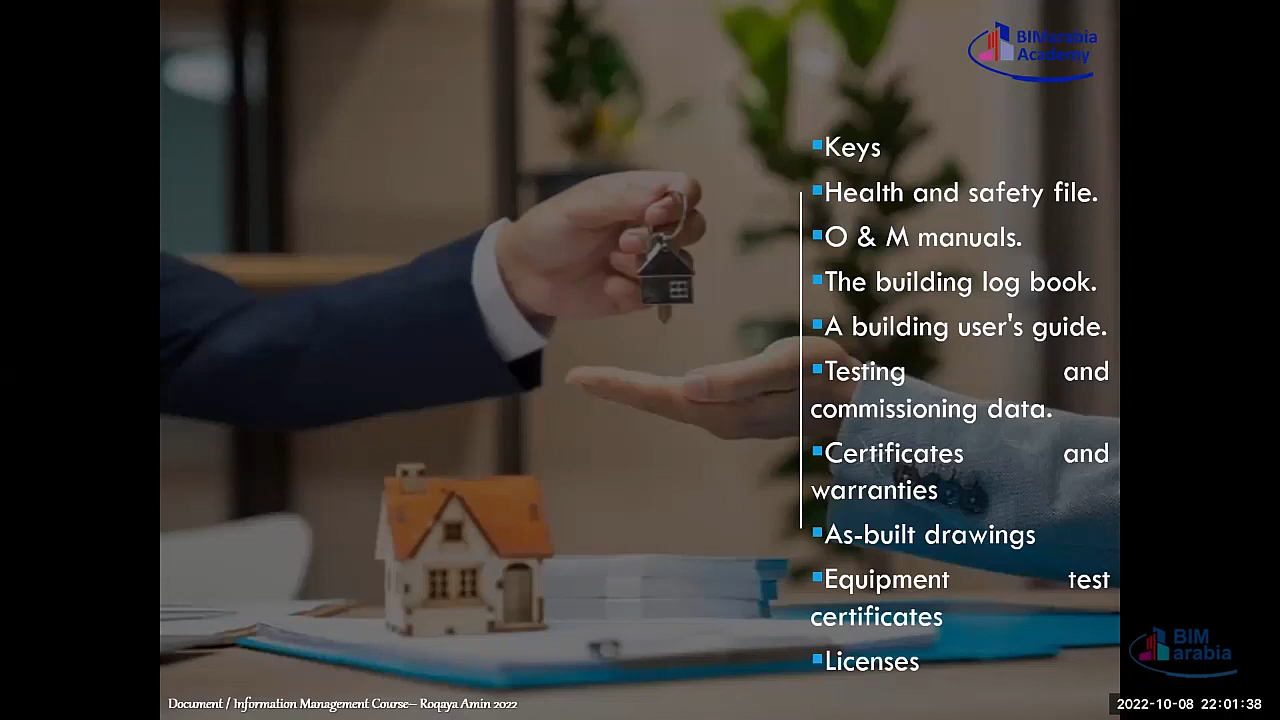 BIMarabia
Academy
▪Keys
▪Health and safety file.
▪O & M manuals.
▪The building log book.
▪A building user's guide.
▪Testing and
commissioning data.
▪Certificates and
warranties
▪As-built drawings
▪Equipment test
certificates
▪Licenses
BIM
arabia
Document / Information Management Course– Roqaya Amin 2022
2022-10-08 22:01:38